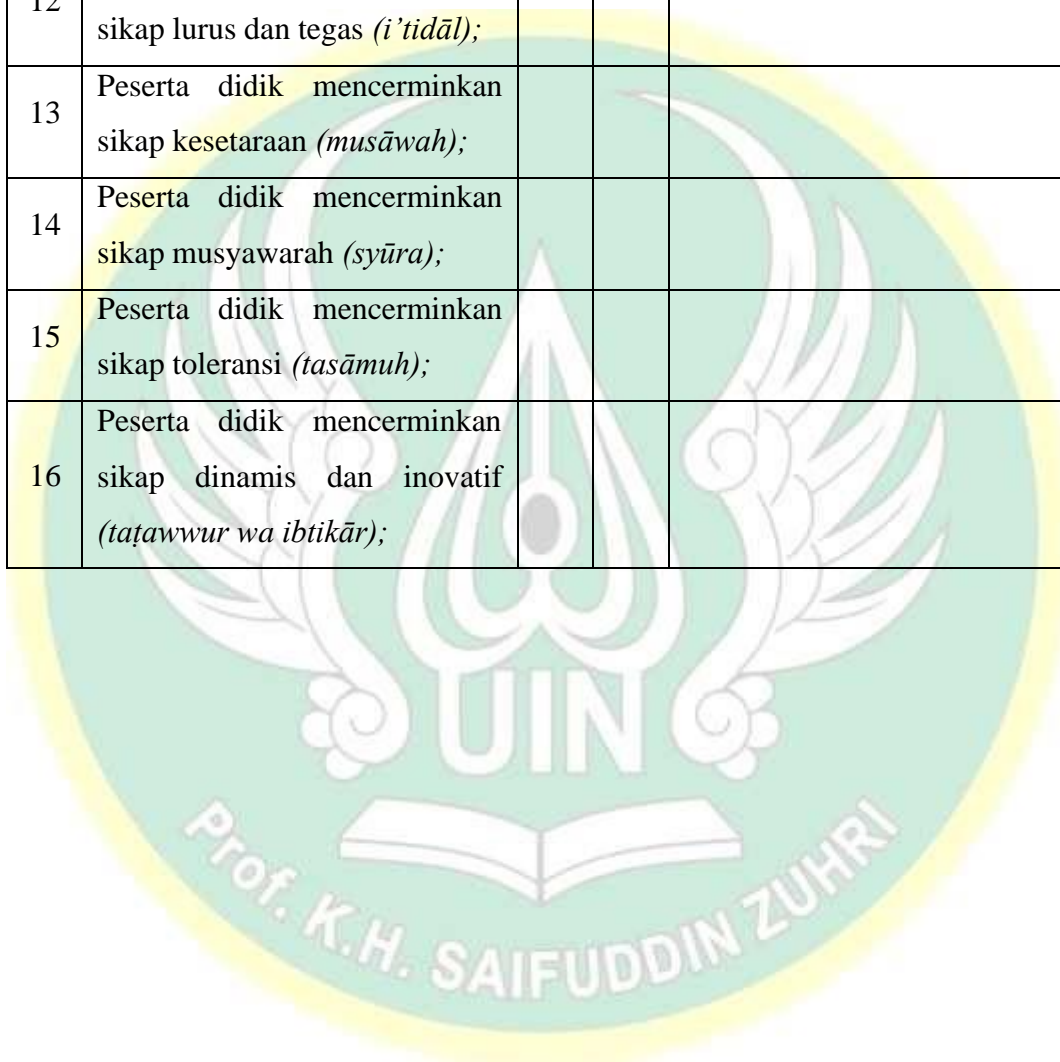 12
sikap lurus dan tegas (i’tidāl);
13
Peserta didik mencerminkan
sikap kesetaraan (musāwah);
14
Peserta didik mencerminkan
sikap musyawarah (syūra);
15
Peserta didik mencerminkan
sikap toleransi (tasāmuh);
16
Peserta didik mencerminkan
sikap dinamis dan inovatif
(taṭawwur wa ibtikār);
UIN
Prof. K.H. SAIFUDDIN ZUHRI